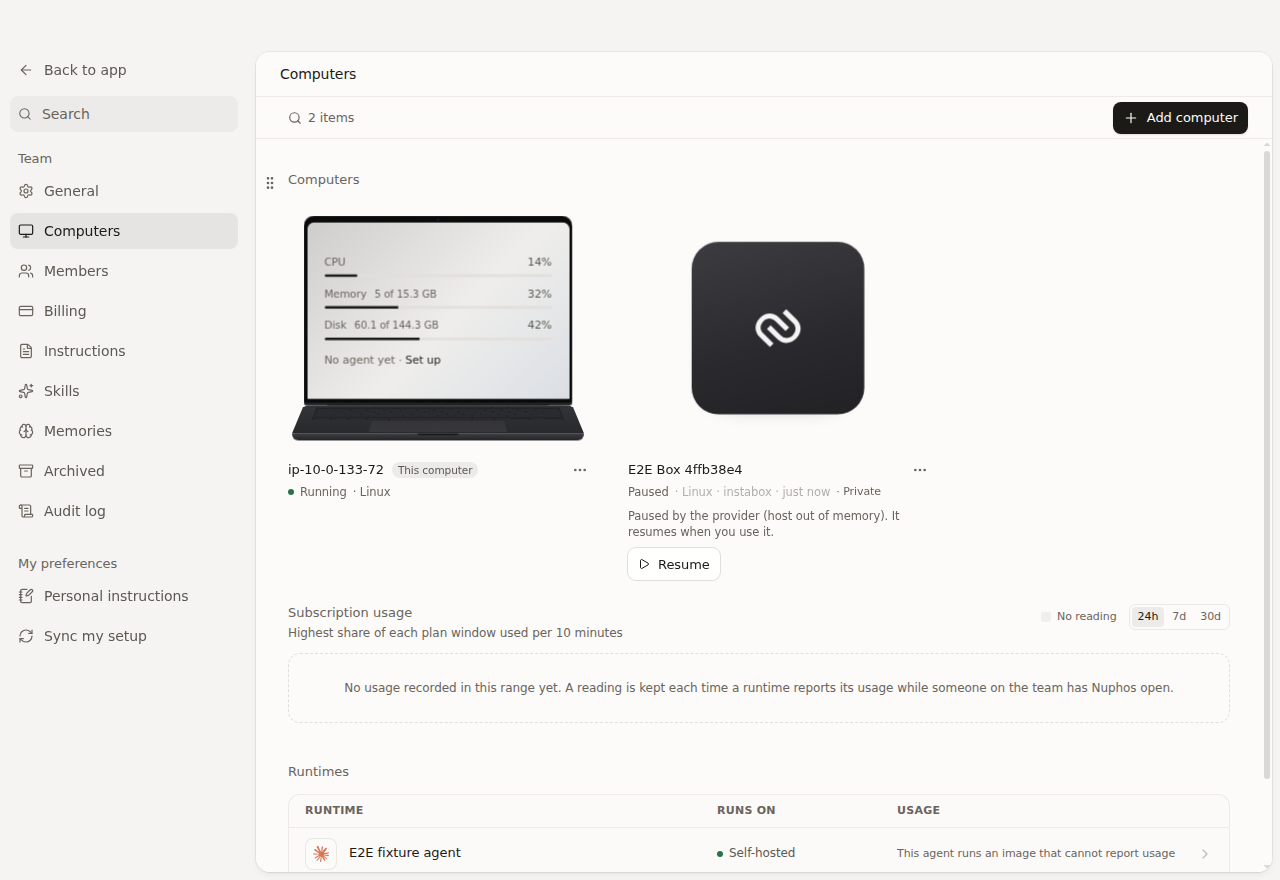 Back to app
Search
Team
General
Computers
Members
Billing
Instructions
Skills
Memories
Archived
Audit log
My preferences
Personal instructions
Sync my setup
Computers
2 items
Add computer
Computers
CPU 14%
Memory 5 of 15.3 GB 32%
Disk 60.1 of 144.3 GB 42%
No agent yet · Set up
ip-10-0-133-72 This computer
Running · Linux
E2E Box 4ffb38e4
Paused · Linux · instabox · just now · Private
Paused by the provider (host out of memory). It
resumes when you use it.
Resume
Subscription usage
Highest share of each plan window used per 10 minutes
No reading 24h 7d 30d
No usage recorded in this range yet. A reading is kept each time a runtime reports its usage while someone on the team has Nuphos open.
Runtimes
RUNTIME RUNS ON USAGE
E2E fixture agent Self-hosted This agent runs an image that cannot report usage